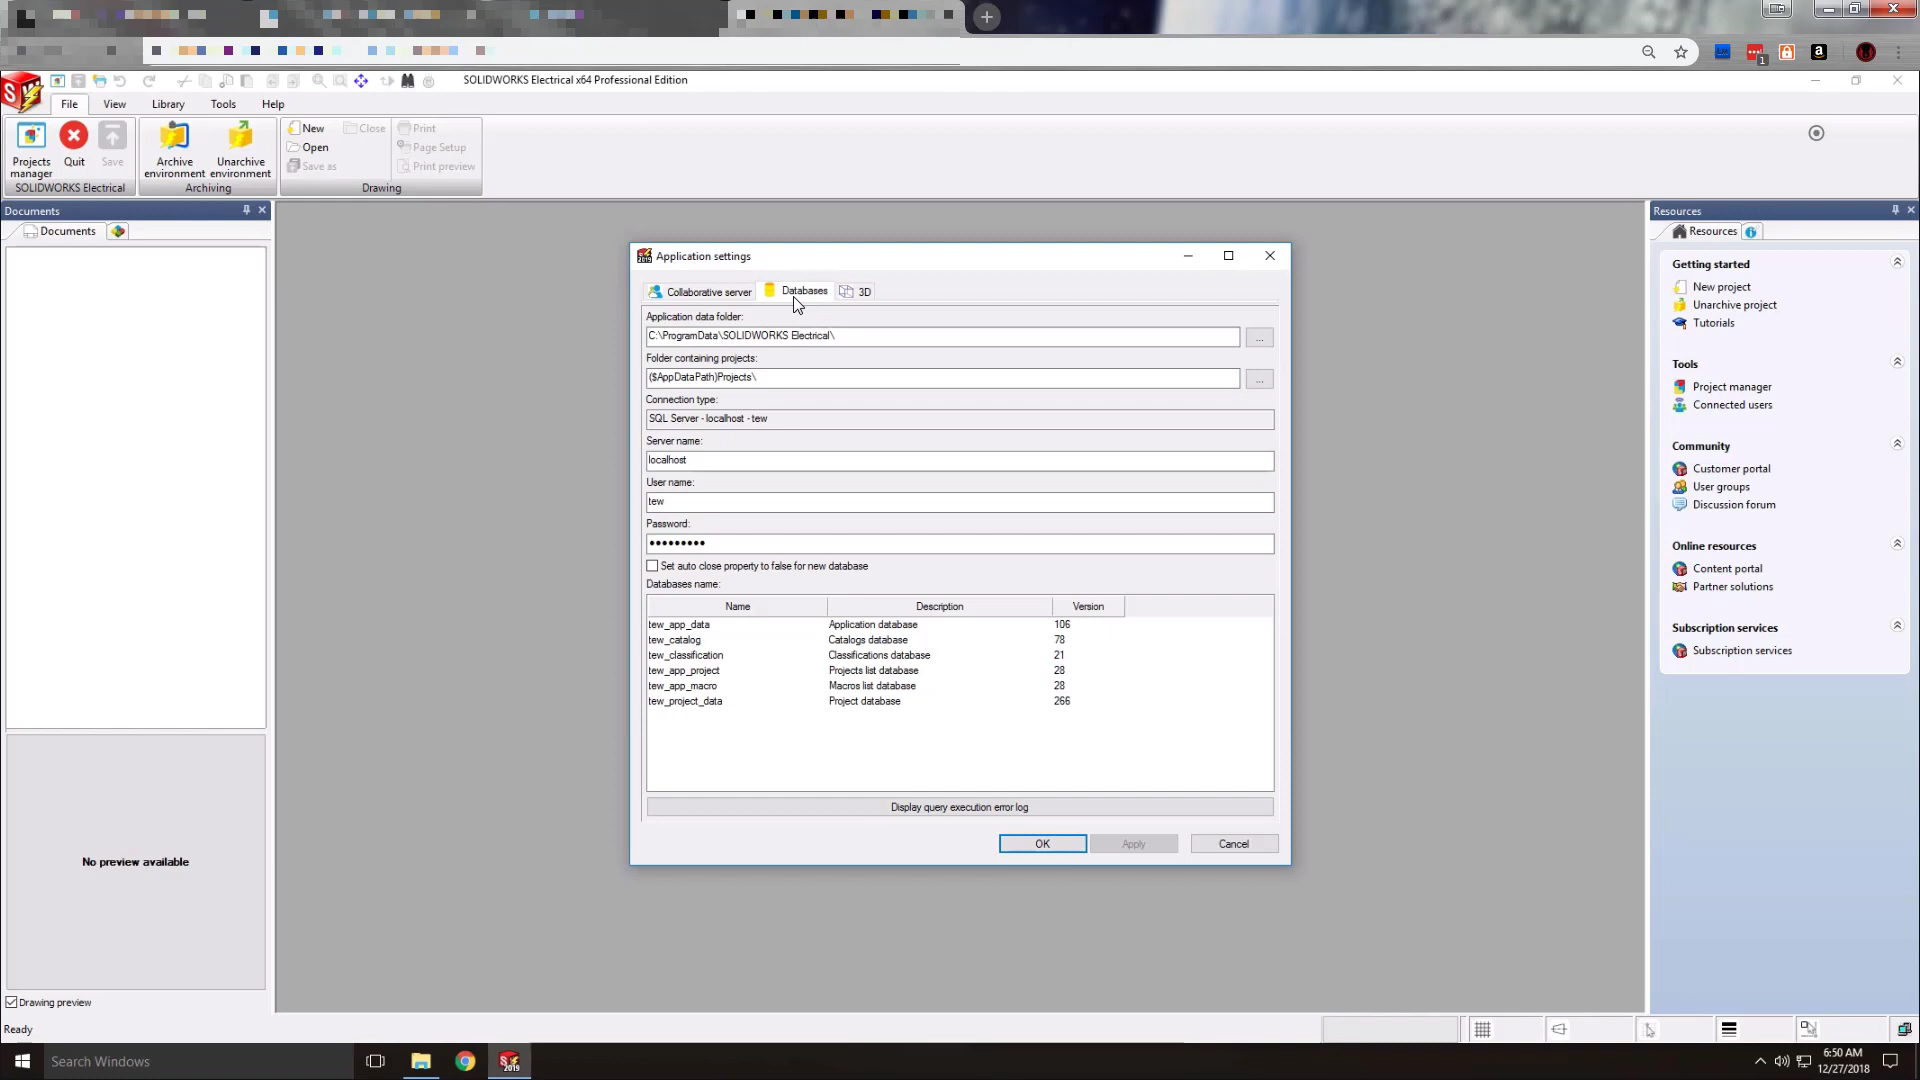 1
SOLIDWORKS Electrical x64 Professional Edition
File View Library Tools Help
Projects manager
Quit
Save
SOLIDWORKS Electrical
Archive environment
Unarchive environment
Archiving
New Close
Open
Save as
Print
Page Setup
Print preview
Drawing
Documents
Documents
No preview available
Drawing preview
Ready
2019 Application settings
Collaborative server Databases 3D
Application data folder:
C:\ProgramData\SOLIDWORKS Electrical\
...
Folder containing projects:
($AppDataPath)Projects\
...
Connection type:
SQL Server - localhost - tew
Server name:
localhost
User name:
tew
Password:
•••••••••
Set auto close property to false for new database
Databases name:
Name Description Version
tew_app_data Application database 106
tew_catalog Catalogs database 78
tew_classification Classifications database 21
tew_app_project Projects list database 28
tew_app_macro Macros list database 28
tew_project_data Project database 266
Display query execution error log
OK Apply Cancel
Resources
Resources
Getting started
New project
Unarchive project
Tutorials
Tools
Project manager
Connected users
Community
Customer portal
User groups
Discussion forum
Online resources
Content portal
Partner solutions
Subscription services
Subscription services
Search Windows
2019
6:50 AM
12/27/2018